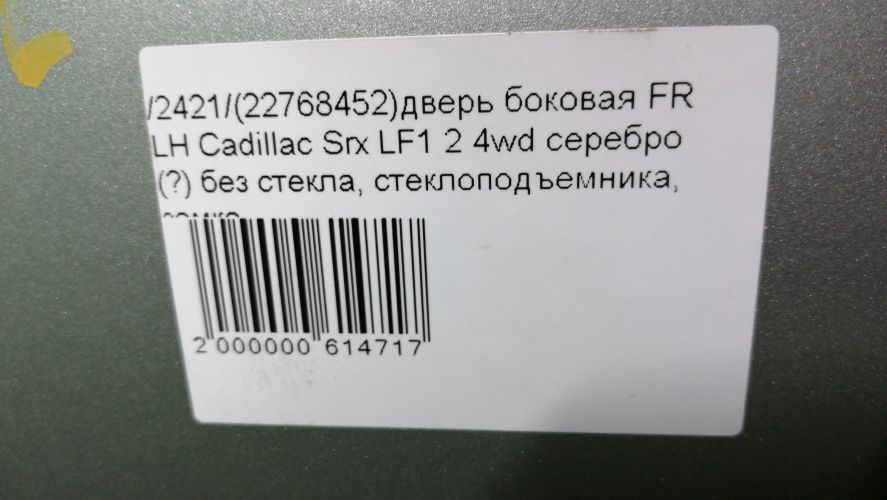 /2421/(22768452)дверь боковая FR
LH Cadillac Srx LF1 2 4wd серебро
(?) без стекла, стеклоподъемника,
2 000000 614717